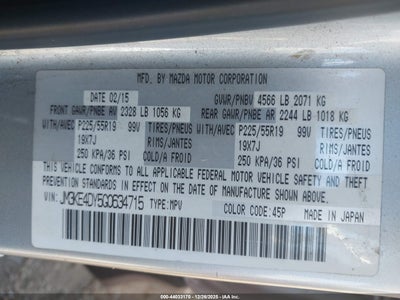 MFD. BY MAZDA MOTOR CORPORATION
DATE 02/15 GVWR/PNBV 4566 LB 2071 KG
FRONT GAWR/PNBE AV 2328 LB 1056 KG REAR GAWR/PNBE AR 2244 LB 1018 KG
WITH/AVEC P225/55R19 99V TIRES/PNEUS WITH/AVEC P225/55R19 99V TIRES/PNEUS
19X7J RIMS/JANTES 19X7J RIMS/JANTES
250 KPA/36 PSI COLD/A FROID 250 KPA/36 PSI COLD/A FROID
THIS VEHICLE CONFORMS TO ALL APPLICABLE FEDERAL MOTOR VEHICLE SAFETY AND
THEFT PREVENTION STANDARDS IN EFFECT ON THE DATE OF MANUFACTURE SHOWN ABOVE.
VIN: JM3KE4DV5G0634715 TYPE:MPV
COLOR CODE:45P MADE IN JAPAN
000-44033170 - 12/26/2025 - IAAI.COM